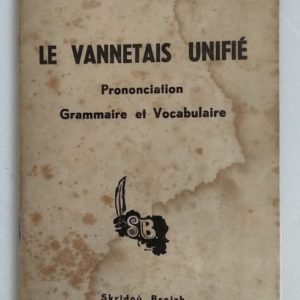 LE VANNETAIS UNIFIÉ
Prononciation
Grammaire et Vocabulaire
SB
Skridoù Breizh